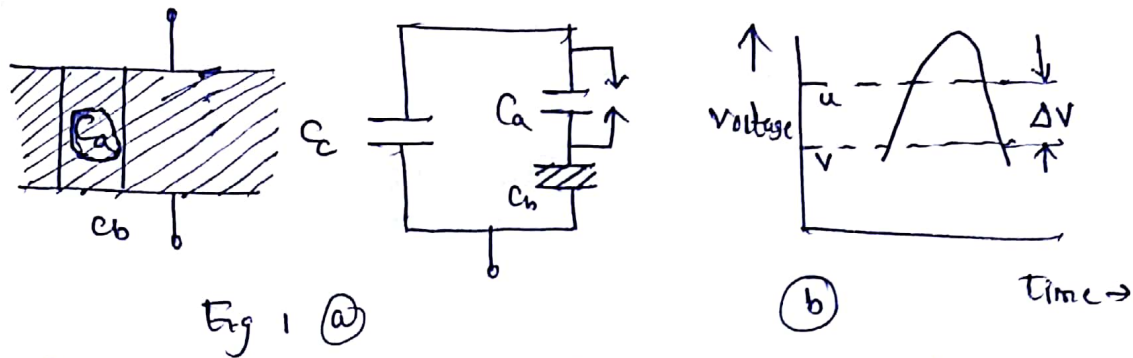 Ca
Cb
Cc
Ca
Cb
Voltage
u
v
ΔV
Time →
Fig 1 (a)
(b)